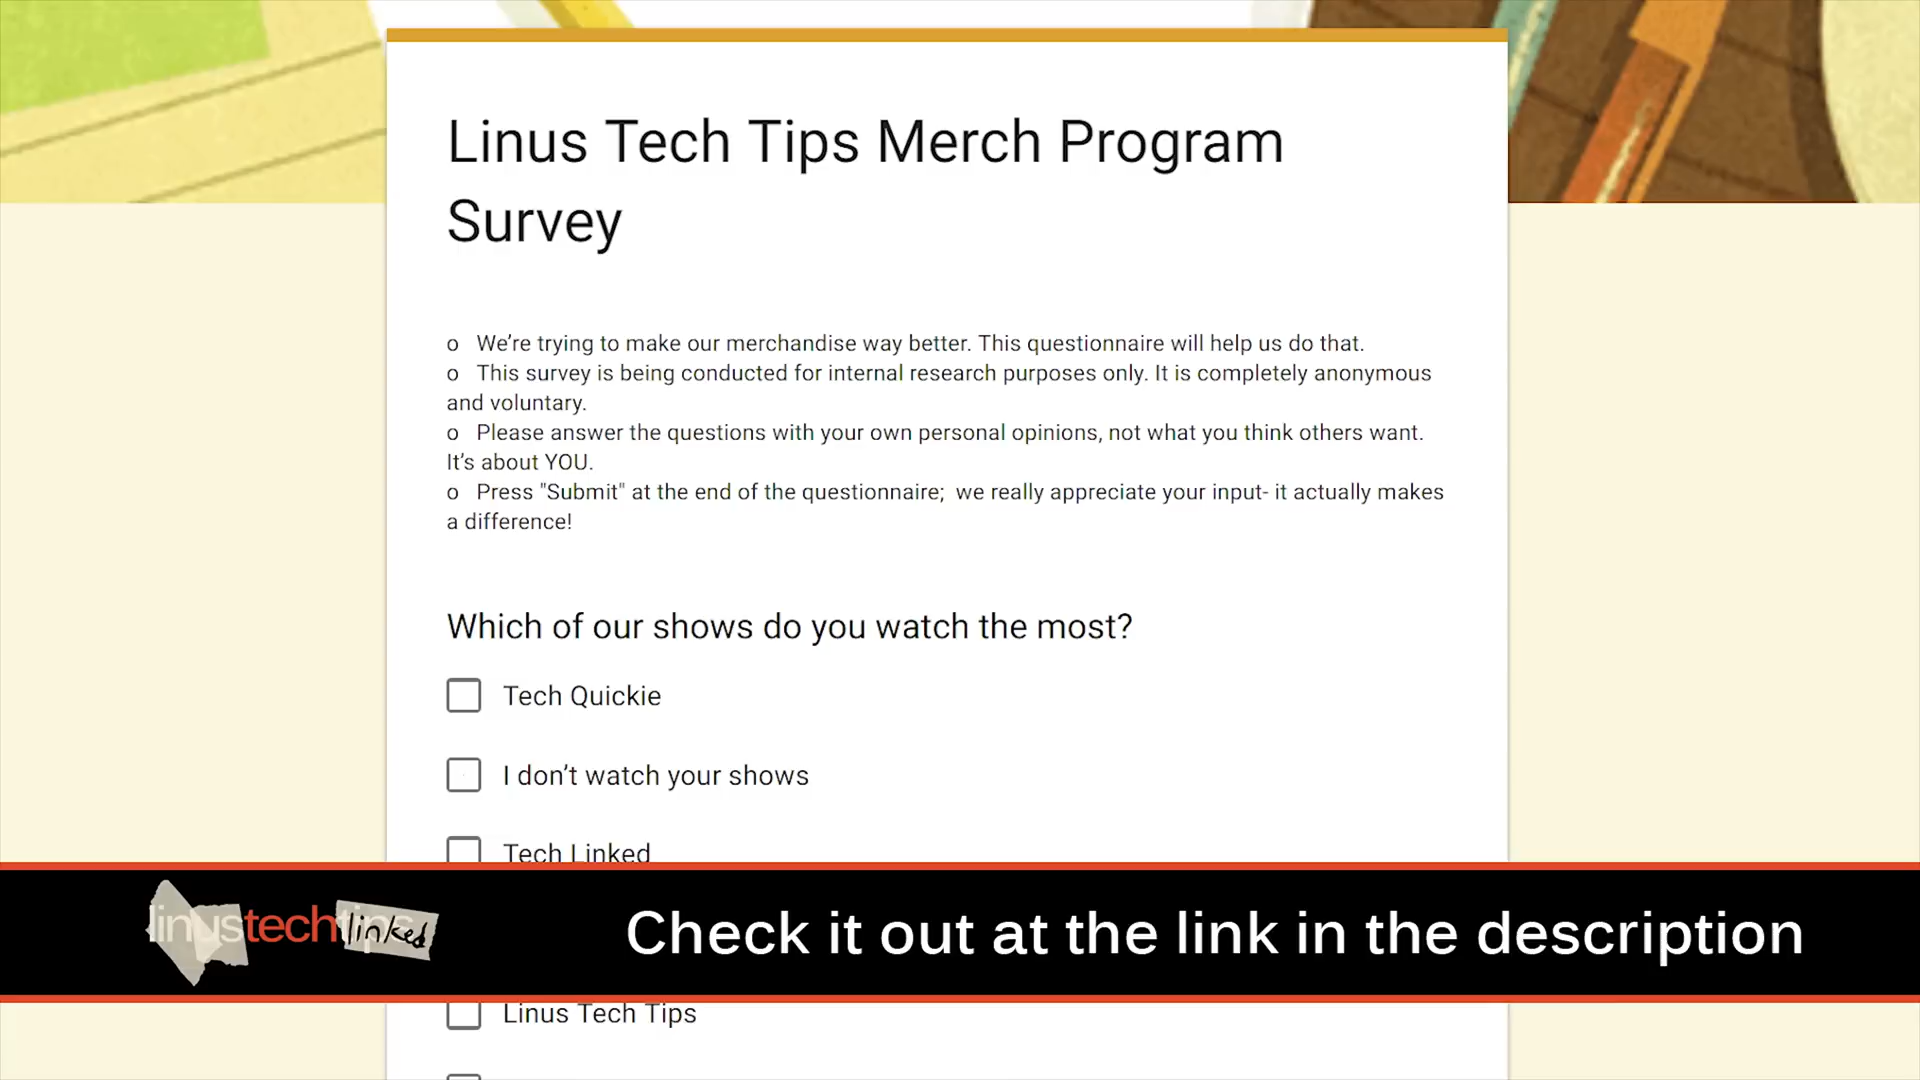 Linus Tech Tips Merch Program
Survey
o We’re trying to make our merchandise way better. This questionnaire will help us do that.
o This survey is being conducted for internal research purposes only. It is completely anonymous
and voluntary.
o Please answer the questions with your own personal opinions, not what you think others want.
It’s about YOU.
o Press "Submit" at the end of the questionnaire;  we really appreciate your input- it actually makes
a difference!
Which of our shows do you watch the most?
Tech Quickie
I don’t watch your shows
Tech Linked
linustechtips linked
Check it out at the link in the description
Linus Tech Tips